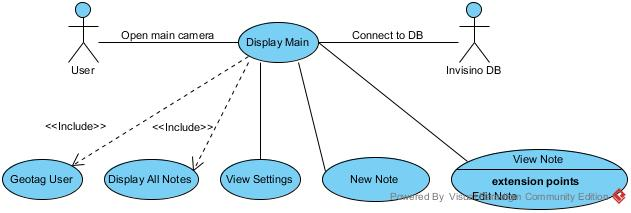 Open main camera
Connect to DB
Display Main
User
Invisino DB
<<Include>>
<<Include>>
Geotag User
Display All Notes
View Settings
New Note
View Note
extension points
Edit Note
Powered By Visual Paradigm Community Edition